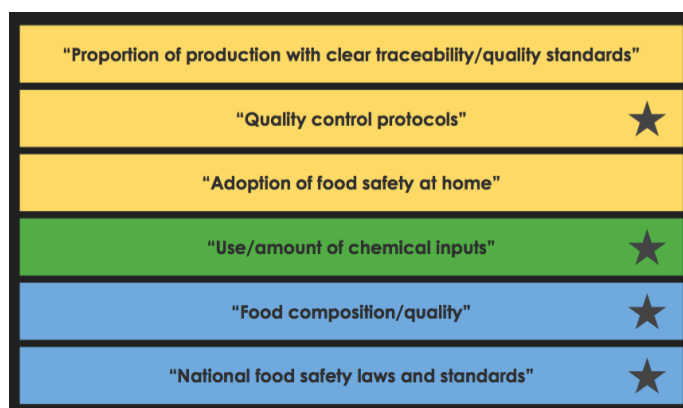 “Proportion of production with clear traceability/quality standards”
“Quality control protocols”
“Adoption of food safety at home”
“Use/amount of chemical inputs”
“Food composition/quality”
“National food safety laws and standards”